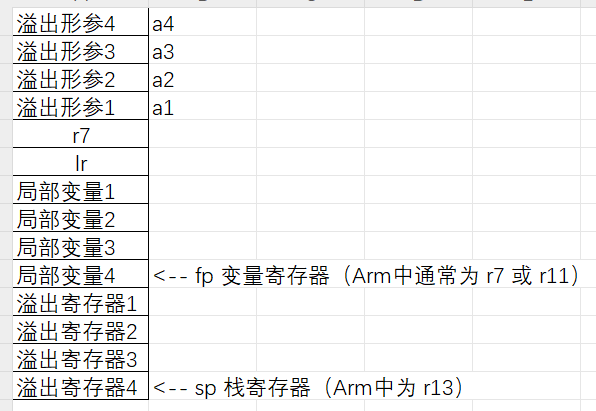 溢出形参4 a4
溢出形参3 a3
溢出形参2 a2
溢出形参1 a1
r7
lr
局部变量1
局部变量2
局部变量3
局部变量4 <-- fp 变量寄存器（Arm中通常为 r7 或 r11）
溢出寄存器1
溢出寄存器2
溢出寄存器3
溢出寄存器4 <-- sp 栈寄存器（Arm中为 r13）